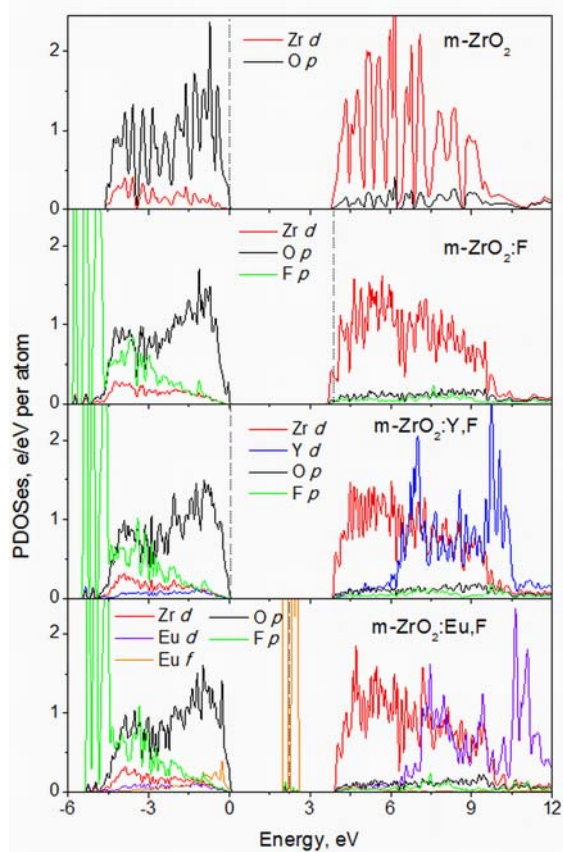 m-ZrO2
Zr d
O p
2
1
0
m-ZrO2:F
Zr d
O p
F p
2
1
0
m-ZrO2:Y,F
Zr d
Y d
O p
F p
2
1
0
m-ZrO2:Eu,F
Zr d
O p
Eu d
F p
Eu f
2
1
0
-6 -3 0 3 6 9 12
Energy, eV
PDOSes, e/eV per atom